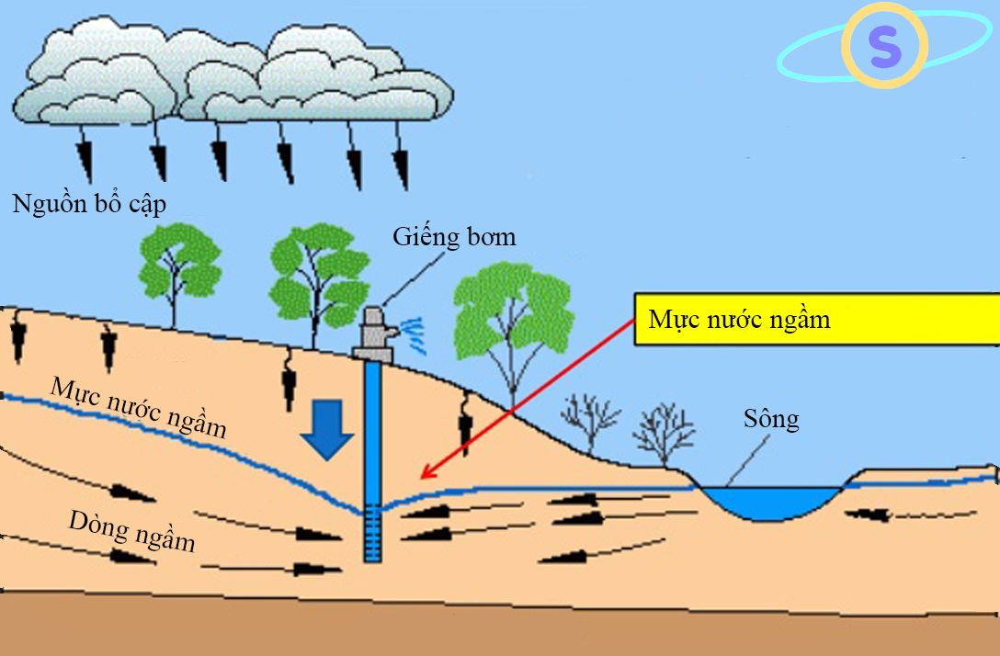 S
Nguồn bổ cập
Giếng bơm
Mực nước ngầm
Mực nước ngầm
Sông
Dòng ngầm